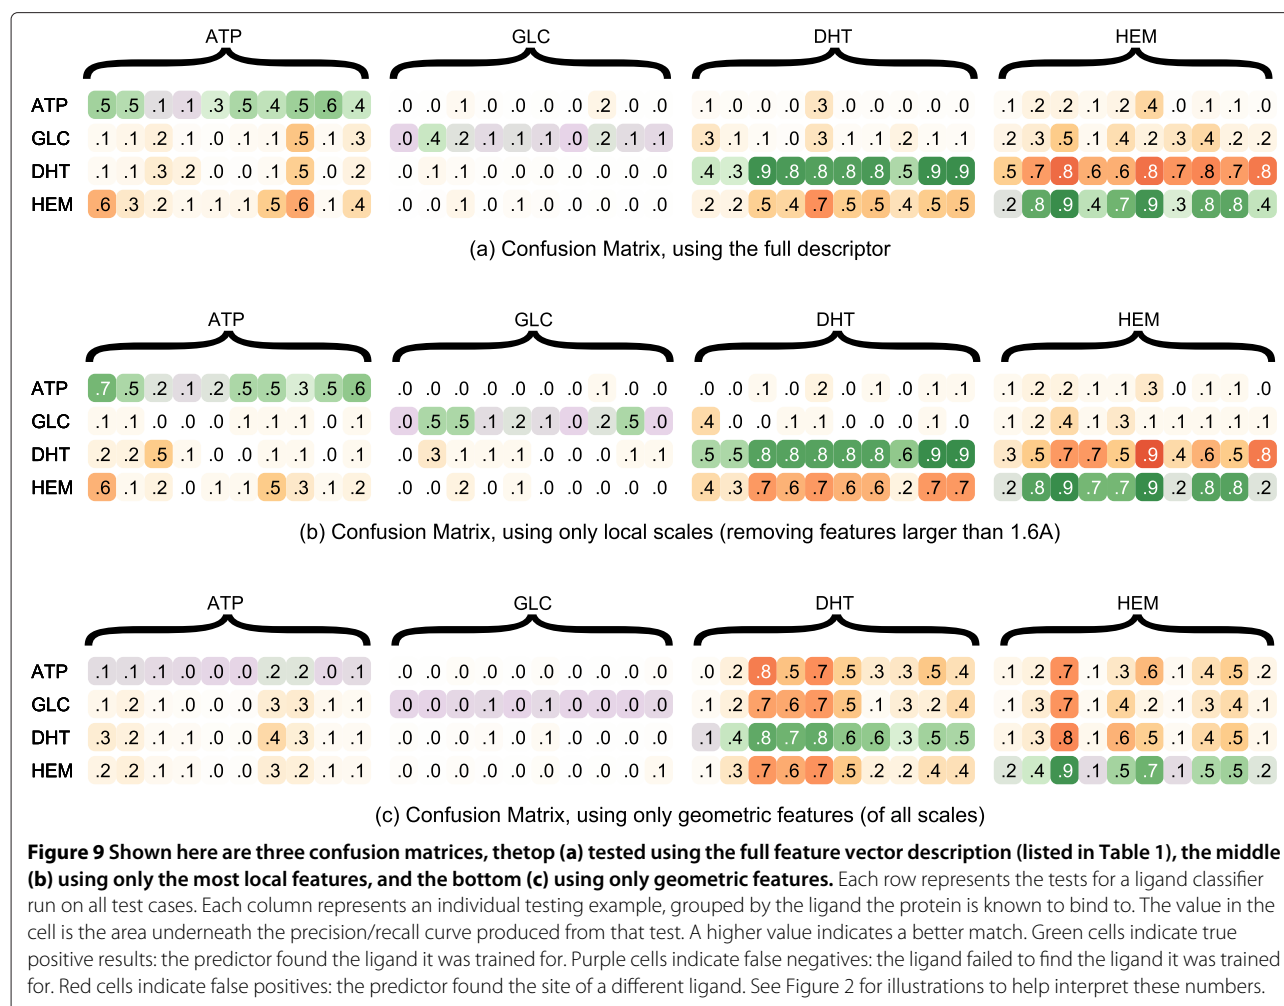 ATP GLC DHT HEM
ATP .5 .5 .1 .1 .3 .5 .4 .5 .6 .4 .0 .0 .1 .0 .0 .0 .0 .2 .0 .0 .1 .0 .0 .0 .3 .0 .0 .0 .0 .0 .1 .2 .2 .1 .2 .4 .0 .1 .1 .0
GLC .1 .1 .2 .1 .0 .1 .1 .5 .1 .3 .0 .4 .2 .1 .1 .1 .0 .2 .1 .1 .3 .1 .1 .0 .3 .1 .1 .2 .1 .1 .2 .3 .5 .1 .4 .2 .3 .4 .2 .2
DHT .1 .1 .3 .2 .0 .0 .1 .5 .0 .2 .0 .1 .1 .0 .0 .0 .0 .0 .0 .0 .4 .3 .9 .8 .8 .8 .8 .5 .9 .9 .5 .7 .8 .6 .6 .8 .7 .8 .7 .8
HEM .6 .3 .2 .1 .1 .1 .5 .6 .1 .4 .0 .0 .1 .0 .1 .0 .0 .0 .0 .0 .2 .2 .5 .4 .7 .5 .5 .4 .5 .5 .2 .8 .9 .4 .7 .9 .3 .8 .8 .4
(a) Confusion Matrix, using the full descriptor
ATP GLC DHT HEM
ATP .7 .5 .2 .1 .2 .5 .5 .3 .5 .6 .0 .0 .0 .0 .0 .0 .0 .1 .0 .0 .0 .0 .1 .0 .2 .0 .1 .0 .1 .1 .1 .2 .2 .1 .1 .3 .0 .1 .1 .0
GLC .1 .1 .0 .0 .0 .1 .1 .1 .0 .1 .0 .5 .5 .1 .2 .1 .0 .2 .5 .0 .4 .0 .0 .1 .1 .0 .0 .0 .1 .0 .1 .2 .4 .1 .3 .1 .1 .1 .1 .1
DHT .2 .2 .5 .1 .0 .0 .1 .1 .0 .1 .0 .3 .1 .1 .1 .0 .0 .0 .1 .1 .5 .5 .8 .8 .8 .8 .8 .6 .9 .9 .3 .5 .7 .7 .5 .9 .4 .6 .5 .8
HEM .6 .1 .2 .0 .1 .1 .5 .3 .1 .2 .0 .0 .2 .0 .1 .0 .0 .0 .0 .0 .4 .3 .7 .6 .7 .6 .6 .2 .7 .7 .2 .8 .9 .7 .7 .9 .2 .8 .8 .2
(b) Confusion Matrix, using only local scales (removing features larger than 1.6A)
ATP GLC DHT HEM
ATP .1 .1 .1 .0 .0 .0 .2 .2 .0 .1 .0 .0 .0 .0 .0 .0 .0 .0 .0 .0 .0 .2 .8 .5 .7 .5 .3 .3 .5 .4 .1 .2 .7 .1 .3 .6 .1 .4 .5 .2
GLC .1 .2 .1 .0 .0 .0 .3 .3 .1 .1 .0 .0 .0 .1 .0 .1 .0 .0 .0 .0 .1 .2 .7 .6 .7 .5 .1 .3 .2 .4 .1 .3 .7 .1 .4 .2 .1 .3 .4 .1
DHT .3 .2 .1 .1 .0 .0 .4 .3 .1 .1 .0 .0 .0 .1 .0 .1 .0 .0 .0 .0 .1 .4 .8 .7 .8 .6 .6 .3 .5 .5 .1 .3 .8 .1 .6 .5 .1 .4 .5 .1
HEM .2 .2 .1 .1 .0 .0 .3 .2 .1 .1 .0 .0 .0 .0 .0 .0 .0 .0 .0 .1 .1 .3 .7 .6 .7 .5 .2 .2 .4 .4 .2 .4 .9 .1 .5 .7 .1 .5 .5 .2
(c) Confusion Matrix, using only geometric features (of all scales)
Figure 9 Shown here are three confusion matrices, thetop (a) tested using the full feature vector description (listed in Table 1), the middle
(b) using only the most local features, and the bottom (c) using only geometric features. Each row represents the tests for a ligand classifier
run on all test cases. Each column represents an individual testing example, grouped by the ligand the protein is known to bind to. The value in the
cell is the area underneath the precision/recall curve produced from that test. A higher value indicates a better match. Green cells indicate true
positive results: the predictor found the ligand it was trained for. Purple cells indicate false negatives: the ligand failed to find the ligand it was trained
for. Red cells indicate false positives: the predictor found the site of a different ligand. See Figure 2 for illustrations to help interpret these numbers.